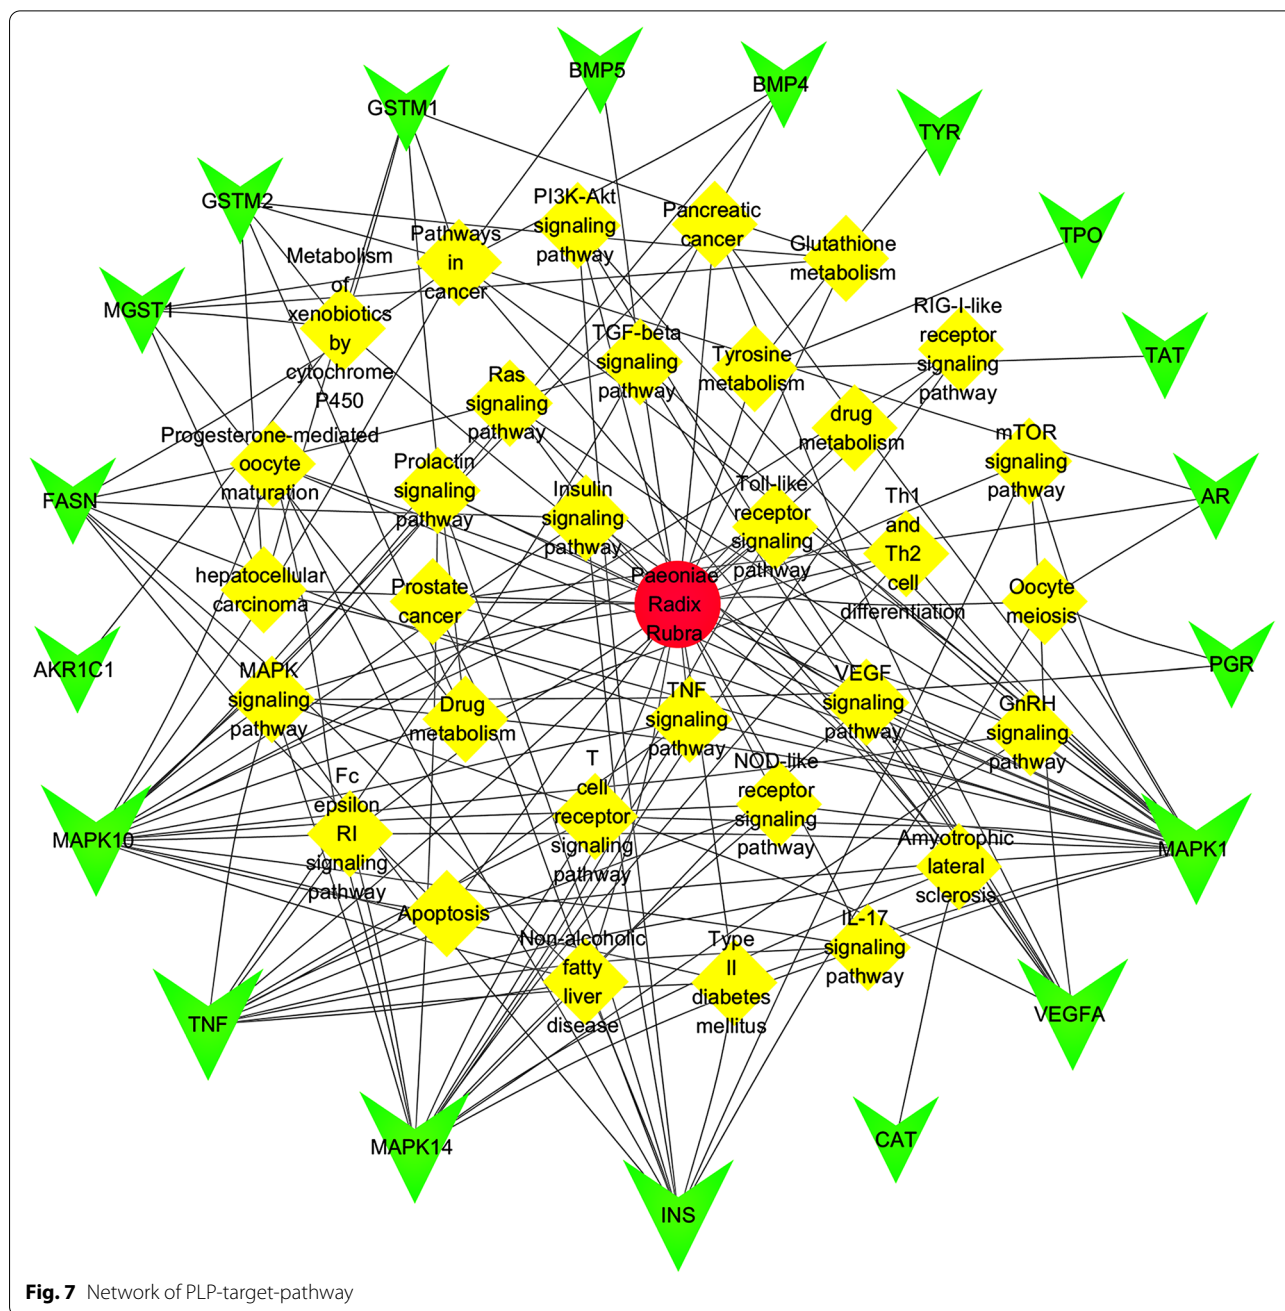 BMP5
BMP4
GSTM1
TYR
GSTM2
TPO
PI3K-Akt
signaling
pathway
Pancreatic
cancer
Pathways
in
cancer
Glutathione
metabolism
Metabolism
of
xenobiotics
by
cytochrome
P450
MGST1
RIG-I-like
receptor
signaling
pathway
TGF-beta
signaling
pathway
Tyrosine
metabolism
TAT
Ras
signaling
pathway
drug
metabolism
mTOR
signaling
pathway
Progesterone-mediated
oocyte
maturation
Prolactin
signaling
pathway
Insulin
signaling
pathway
Toll-like
receptor
signaling
pathway
Th1
and
Th2
cell
differentiation
FASN
AR
hepatocellular
carcinoma
Prostate
cancer
Paeoniae
Radix
Rubra
Oocyte
meiosis
AKR1C1
PGR
MAPK
signaling
pathway
Drug
metabolism
TNF
signaling
pathway
VEGF
signaling
pathway
GnRH
signaling
pathway
T
cell
receptor
signaling
pathway
NOD-like
receptor
signaling
pathway
Fc
epsilon
RI
signaling
pathway
MAPK10
Amyotrophic
lateral
sclerosis
MAPK1
Apoptosis
Non-alcoholic
fatty
liver
disease
Type
II
diabetes
mellitus
IL-17
signaling
pathway
TNF
VEGFA
MAPK14
CAT
INS
Fig. 7 Network of PLP-target-pathway